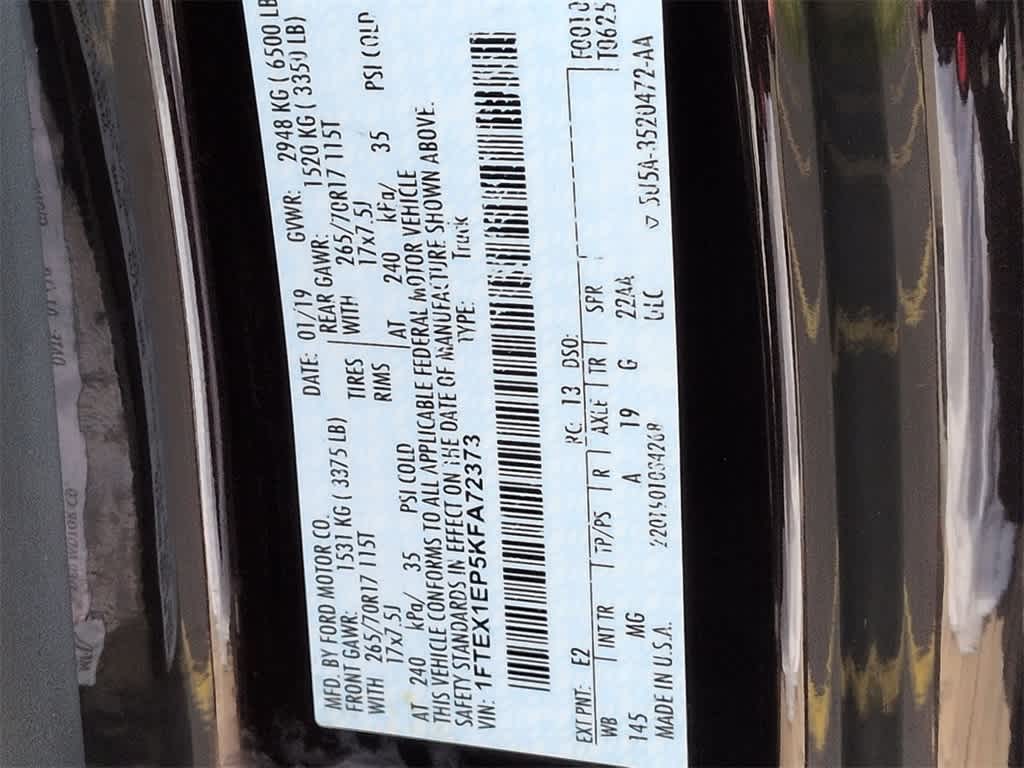 MFD. BY FORD MOTOR CO. DATE: 01/19 GVWR: 2948 KG ( 6500 LB
FRONT GAWR: 1531 KG ( 3375 LB) REAR GAWR: 1520 KG ( 3350 LB)
WITH 265/70R17 115T TIRES WITH 265/70R17 115T
17x7.5J RIMS 17x7.5J
AT 240 kPa/ 35 PSI COLD AT 240 kPa/ 35 PSI COLD
THIS VEHICLE CONFORMS TO ALL APPLICABLE FEDERAL MOTOR VEHICLE
SAFETY STANDARDS IN EFFECT ON THE DATE OF MANUFACTURE SHOWN ABOVE.
VIN: 1FTEX1EP5KFA72373 TYPE: Truck
EXT PNT: E2 RC: 13 DSO: F0010
T0625
WB INT TR TP/PS R AXLE TR SPR
145 MG A 19 G 22AA
MADE IN U.S.A. 5U5A-3520472-AA